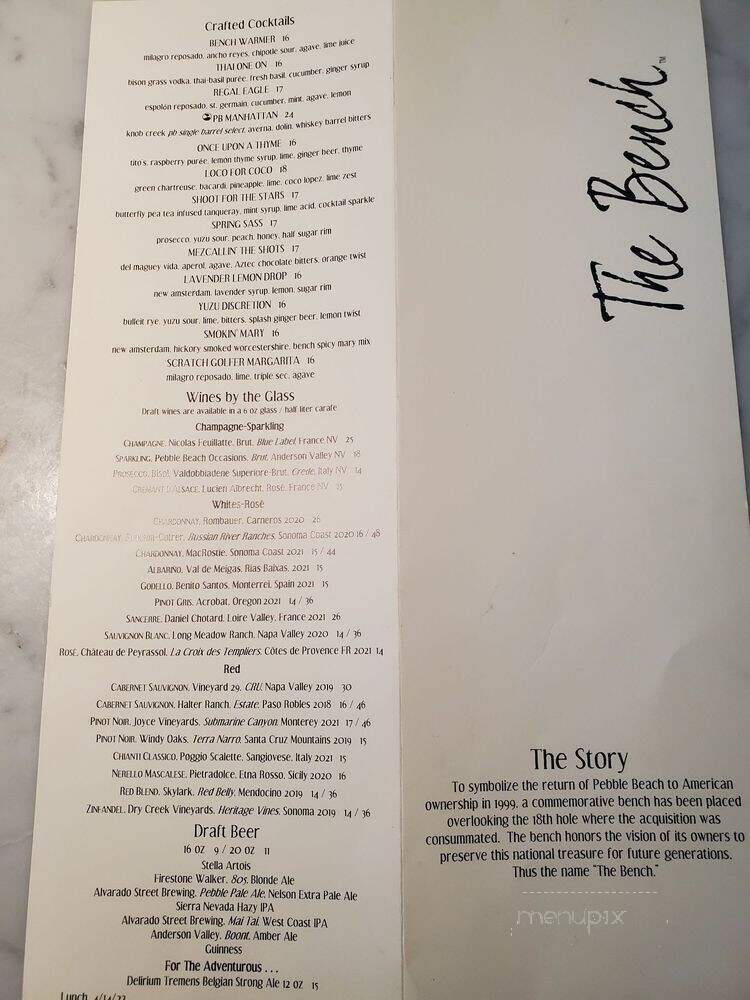 Crafted Cocktails
BENCH WARMER 16
milagro reposado, ancho reyes, chipotle sour, agave, lime juice
THAI ONE ON 16
bison grass vodka, thai-basil purée, fresh basil, cucumber, ginger syrup
REGAL EAGLE 17
espolón reposado, st. germain, cucumber, mint, agave, lemon
PB MANHATTAN 24
knob creek pb single barrel select, averna, dolin, whiskey barrel bitters
ONCE UPON A THYME 16
tito's, raspberry purée, lemon thyme syrup, lime, ginger beer, thyme
LOCO FOR COCO 18
green chartreuse, bacardi, pineapple, lime, coco lopez, lime zest
SHOOT FOR THE STARS 17
butterfly pea tea infused tanqueray, mint syrup, lime acid, cocktail sparkle
SPRING SASS 17
prosecco, yuzu sour, peach, honey, half sugar rim
MEZCALLIN' THE SHOTS 17
del maguey vida, aperol, agave, Aztec chocolate bitters, orange twist
LAVENDER LEMON DROP 16
new amsterdam, lavender syrup, lemon, sugar rim
YUZU DISCRETION 16
bulleit rye, yuzu sour, lime, bitters, splash ginger beer, lemon twist
SMOKIN' MARY 16
new amsterdam, hickory smoked worcestershire, bench spicy mary mix
SCRATCH GOLFER MARGARITA 16
milagro reposado, lime, triple sec, agave
Wines by the Glass
Draft wines are available in a 6 oz glass / half liter carafe
Champagne-Sparkling
CHAMPAGNE, Nicolas Feuillatte, Brut, Blue Label, France NV 25
SPARKLING, Pebble Beach Occasions, Brut, Anderson Valley NV 18
PROSECCO, Bisol, Valdobbiadene Superiore-Brut, Crede, Italy NV 14
CREMANT D'ALSACE, Lucien Albrecht, Rosé, France NV 15
Whites-Rosé
CHARDONNAY, Rombauer, Carneros 2020 26
CHARDONNAY, Cutrer, Russian River Ranches, Sonoma Coast 2020 16 / 48
CHARDONNAY, MacRostie, Sonoma Coast 2021 15 / 44
ALBARIÑO, Val de Meigas, Rías Baixas, 2021 15
GODELLO, Benito Santos, Monterrei, Spain 2021 15
PINOT GRIS, Acrobat, Oregon 2021 14 / 36
SANCERRE, Daniel Chotard, Loire Valley, France 2021 26
SAUVIGNON BLANC, Long Meadow Ranch, Napa Valley 2020 14 / 36
ROSÉ, Château de Peyrassol, La Croix des Templiers, Côtes de Provence FR 2021 14
Red
CABERNET SAUVIGNON, Vineyard 29, CRU, Napa Valley 2019 30
CABERNET SAUVIGNON, Halter Ranch, Estate, Paso Robles 2018 16 / 46
PINOT NOIR, Joyce Vineyards, Submarine Canyon, Monterey 2021 17 / 46
PINOT NOIR, Windy Oaks, Terra Narro, Santa Cruz Mountains 2019 15
CHIANTI CLASSICO, Poggio Scalette, Sangiovese, Italy 2021 15
NERELLO MASCALESE, Pietradolce, Etna Rosso, Sicily 2020 16
RED BLEND, Skylark, Red Belly, Mendocino 2019 14 / 36
ZINFANDEL, Dry Creek Vineyards, Heritage Vines, Sonoma 2019 14 / 36
Draft Beer
16 OZ 9 / 20 OZ 11
Stella Artois
Firestone Walker, 805, Blonde Ale
Alvarado Street Brewing, Pebble Pale Ale, Nelson Extra Pale Ale
Sierra Nevada Hazy IPA
Alvarado Street Brewing, Mai Tai, West Coast IPA
Anderson Valley, Boont, Amber Ale
Guinness
For The Adventurous . . .
Delirium Tremens Belgian Strong Ale 12 OZ 15
Lunch
The Bench™
The Story
To symbolize the return of Pebble Beach to American
ownership in 1999, a commemorative bench has been placed
overlooking the 18th hole where the acquisition was
consummated. The bench honors the vision of its owners to
preserve this national treasure for future generations.
Thus the name "The Bench."
menupix